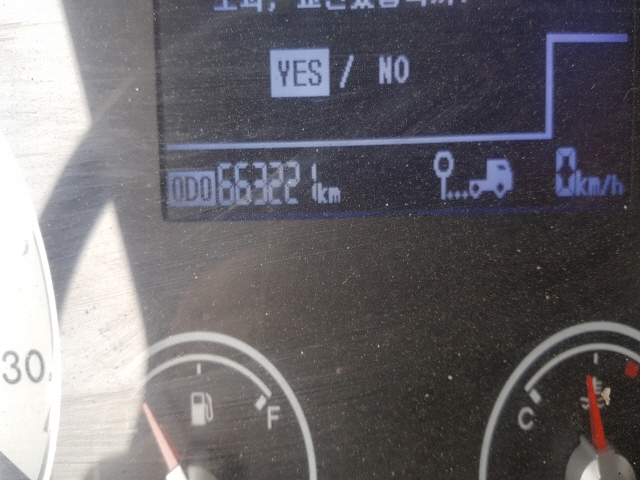 YES / NO
ODO 663221 km
0 km/h
30
F
C